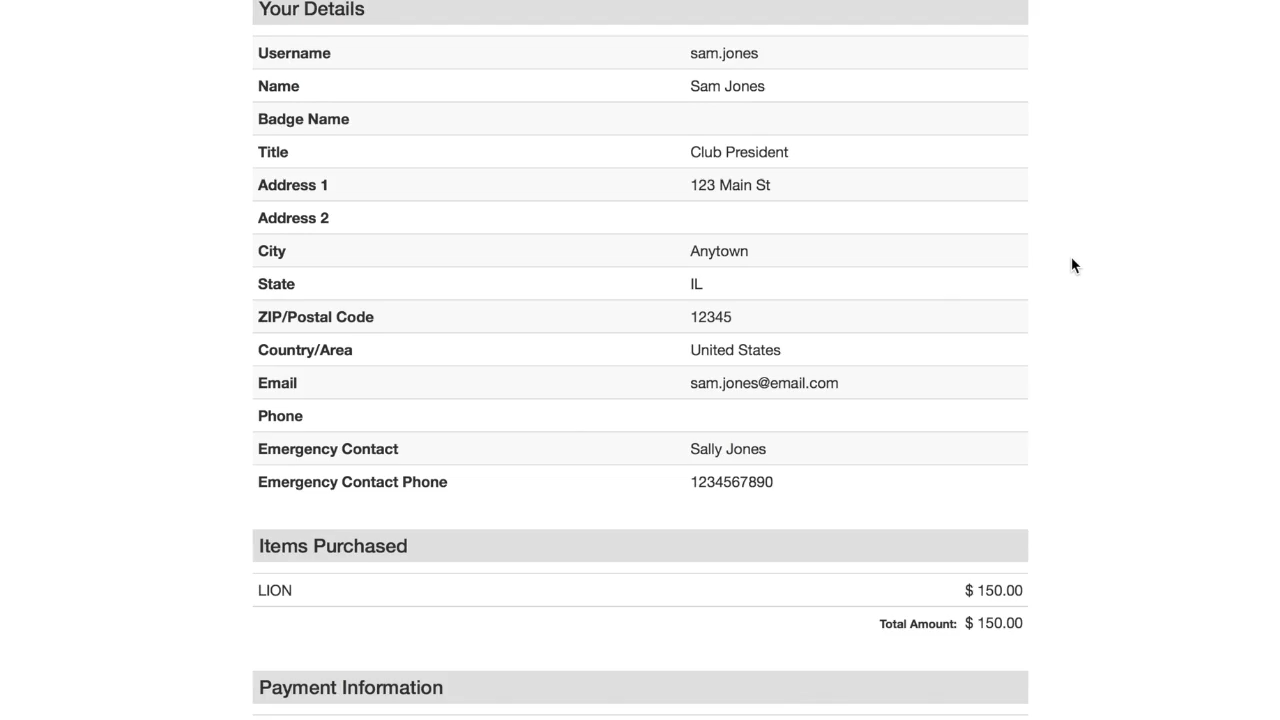 Your Details
Username sam.jones
Name Sam Jones
Badge Name
Title Club President
Address 1 123 Main St
Address 2
City Anytown
State IL
ZIP/Postal Code 12345
Country/Area United States
Email sam.jones@email.com
Phone
Emergency Contact Sally Jones
Emergency Contact Phone 1234567890
Items Purchased
LION $ 150.00
Total Amount: $ 150.00
Payment Information